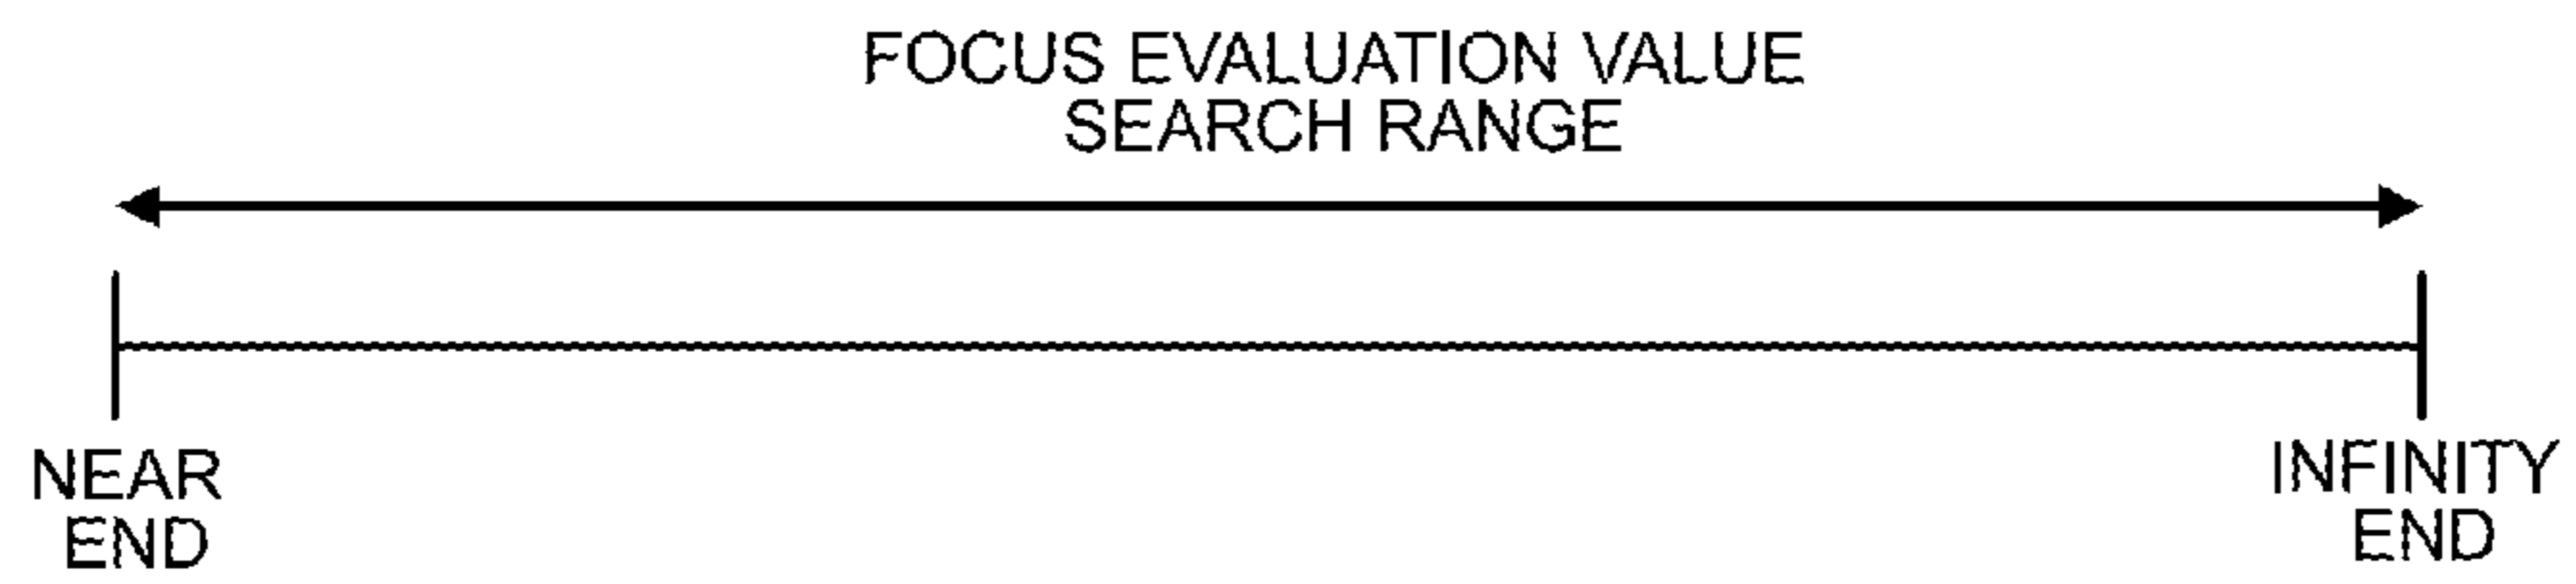 FOCUS EVALUATION VALUE
SEARCH RANGE
NEAR
END
INFINITY
END